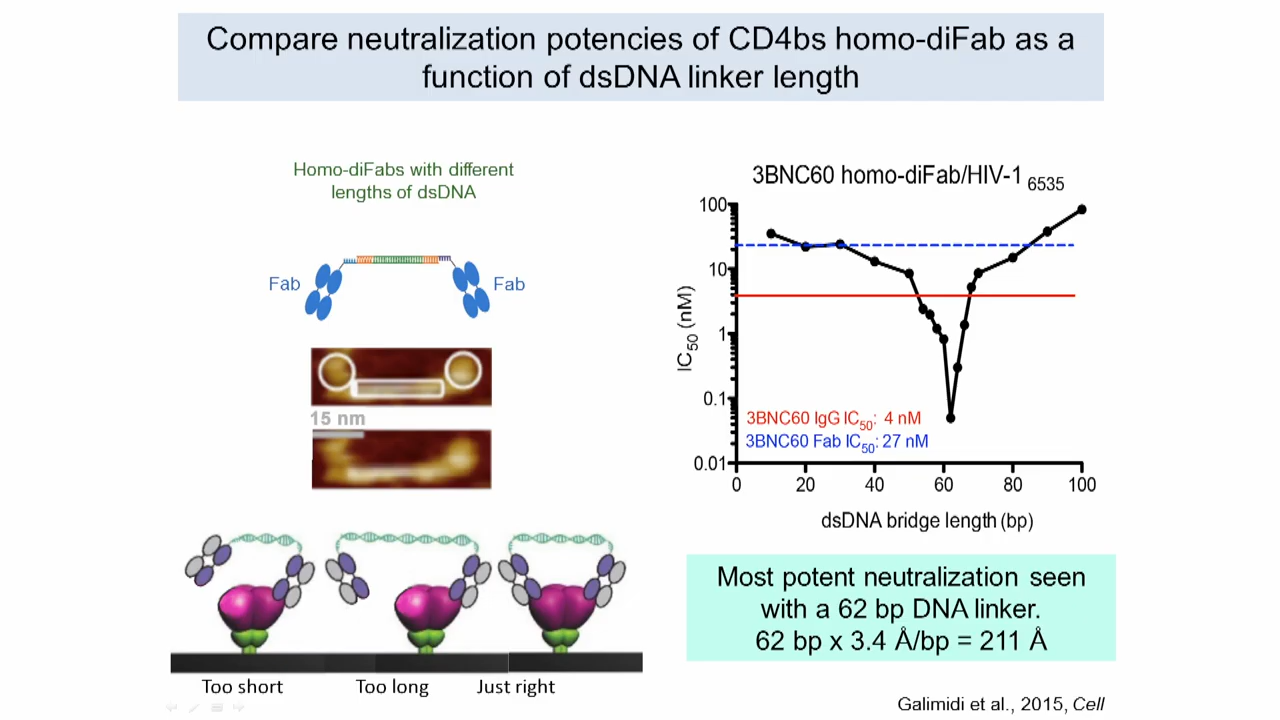 Compare neutralization potencies of CD4bs homo-diFab as a
function of dsDNA linker length
Homo-diFabs with different
lengths of dsDNA
Fab
Fab
15 nm
Too short
Too long
Just right
3BNC60 homo-diFab/HIV-1 6535
100
10
1
0.1
0.01
IC50 (nM)
3BNC60 IgG IC50: 4 nM
3BNC60 Fab IC50: 27 nM
0
20
40
60
80
100
dsDNA bridge length (bp)
Most potent neutralization seen
with a 62 bp DNA linker.
62 bp x 3.4 Å/bp = 211 Å
Galimidi et al., 2015, Cell